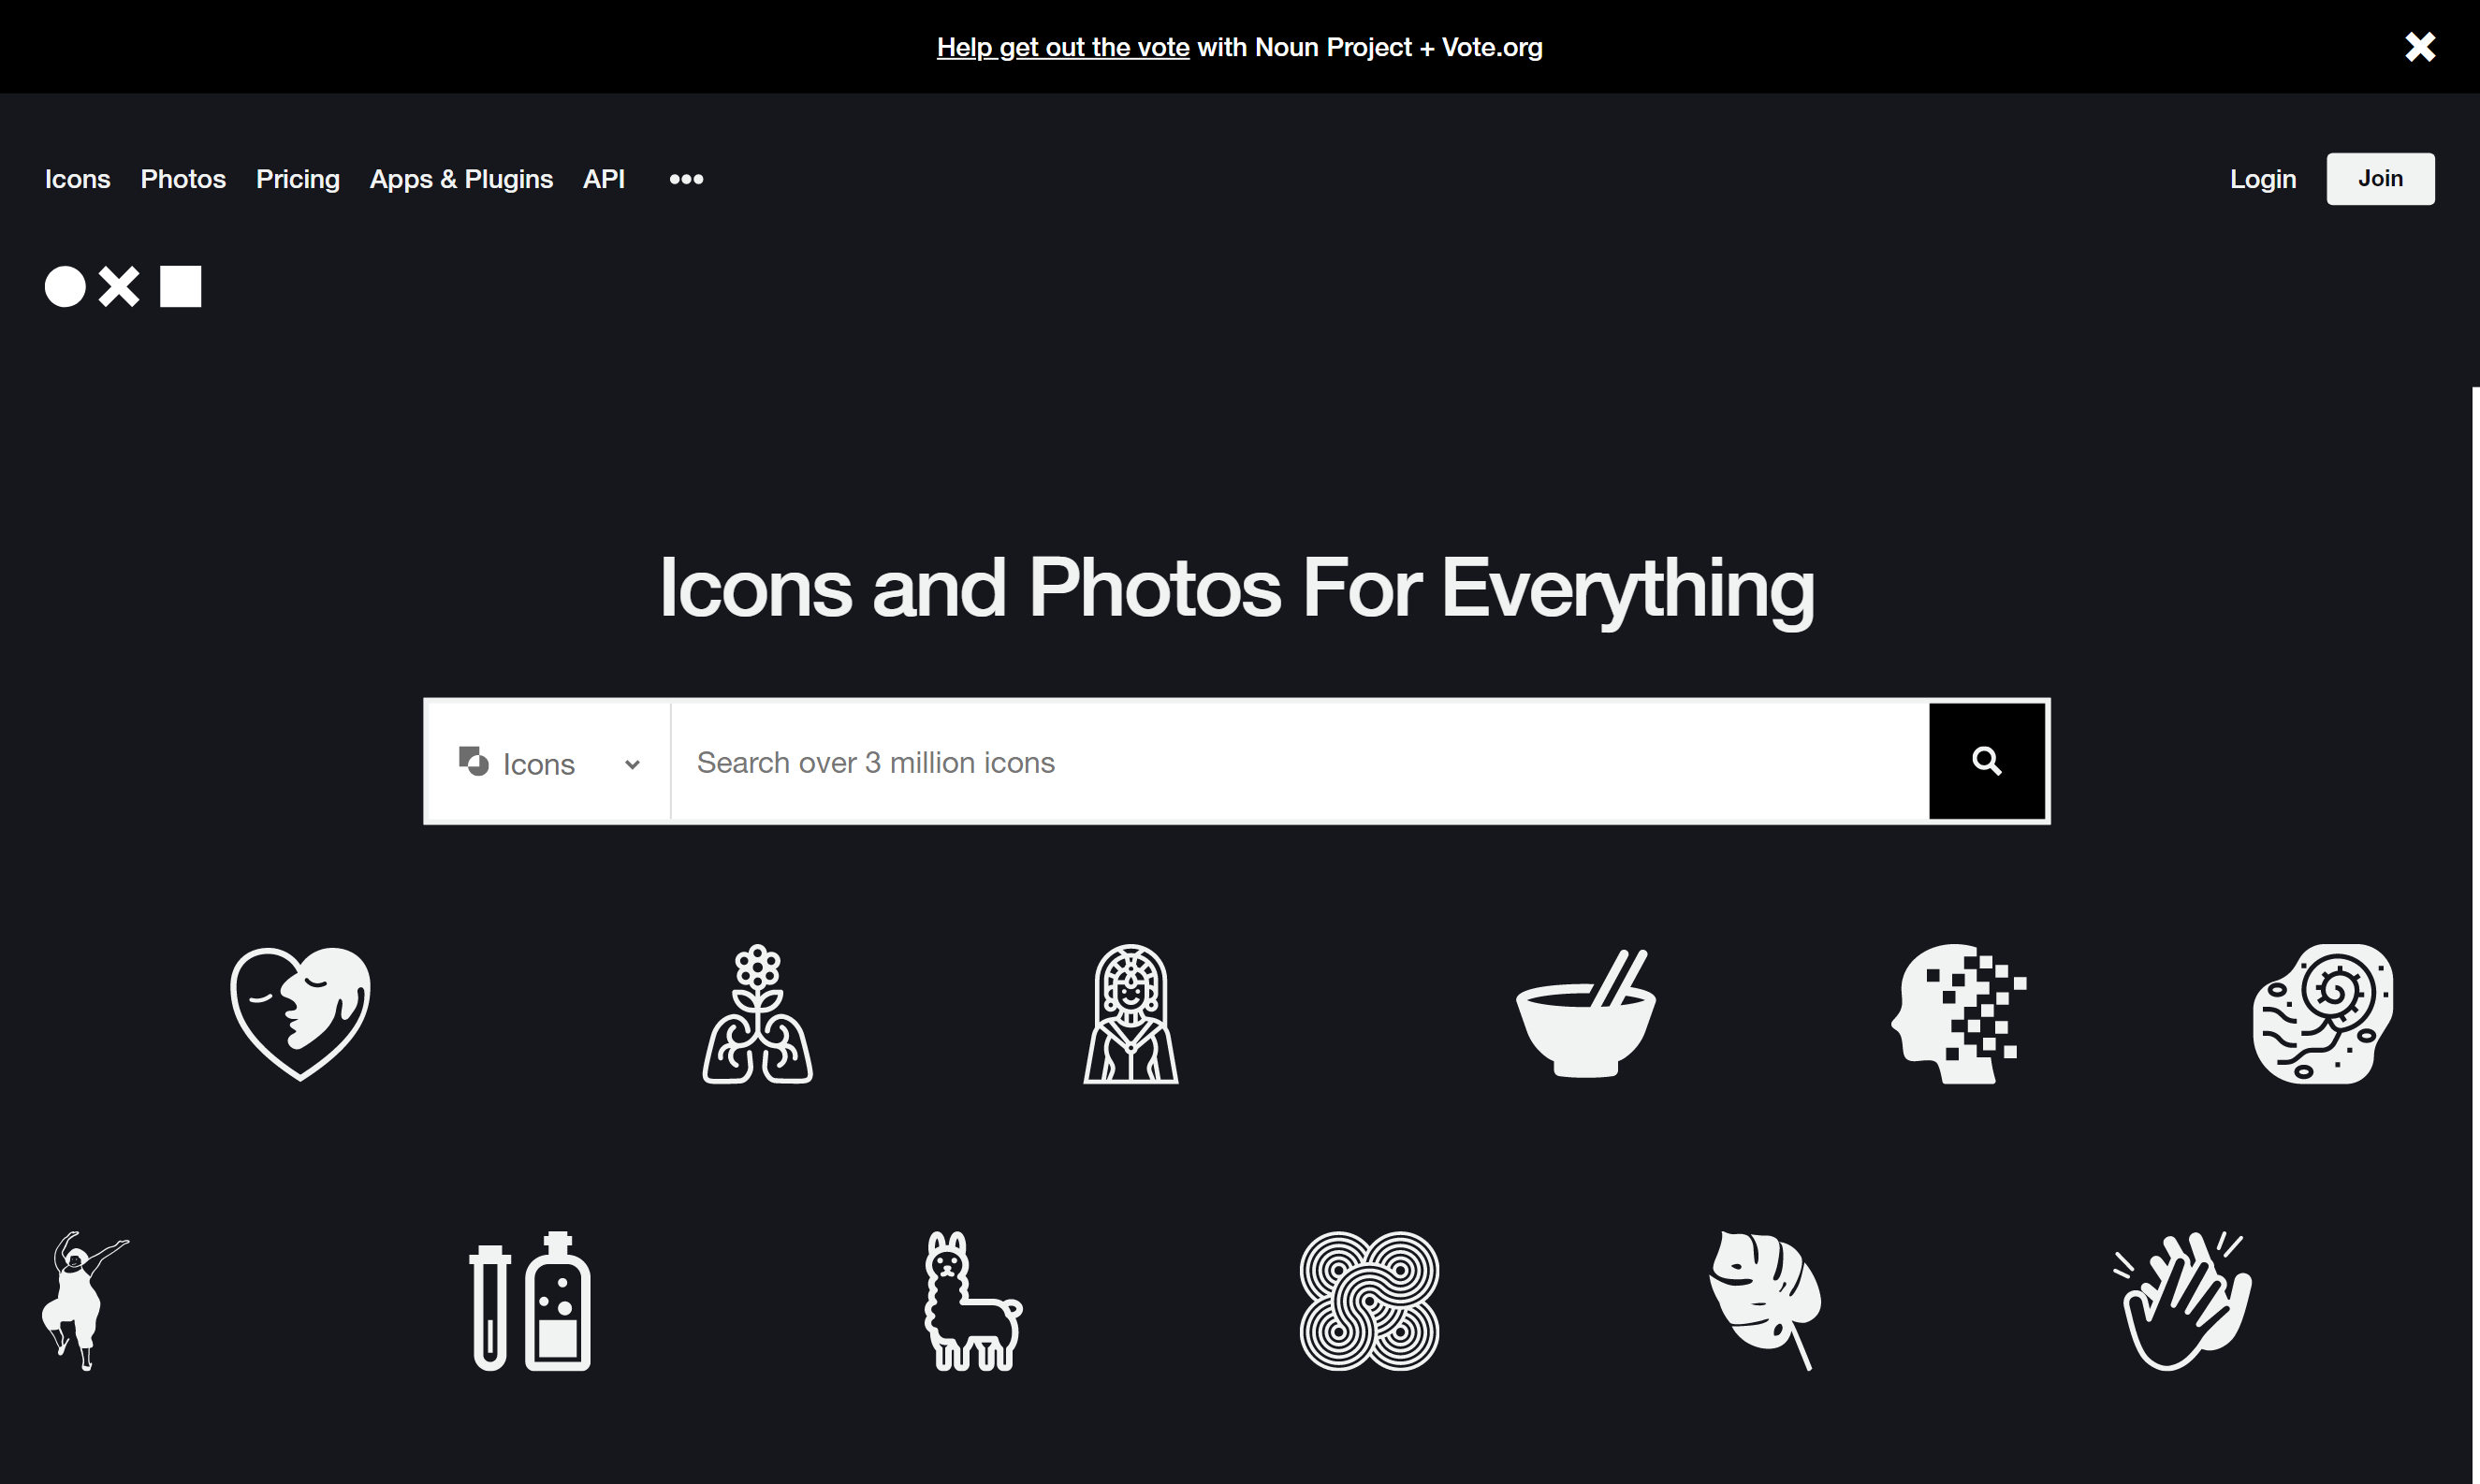 Help get out the vote with Noun Project + Vote.org
Icons Photos Pricing Apps & Plugins API Login Join
Icons and Photos For Everything
Icons Search over 3 million icons